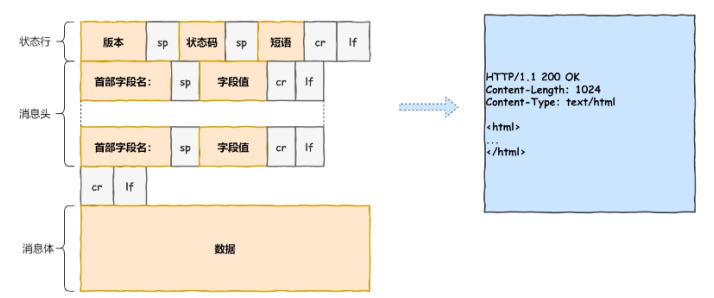 状态行
版本 sp 状态码 sp 短语 cr lf
首部字段名: sp 字段值 cr lf
消息头
首部字段名: sp 字段值 cr lf
cr lf
消息体
数据
HTTP/1.1 200 OK
Content-Length: 1024
Content-Type: text/html
<html>
...
</html>